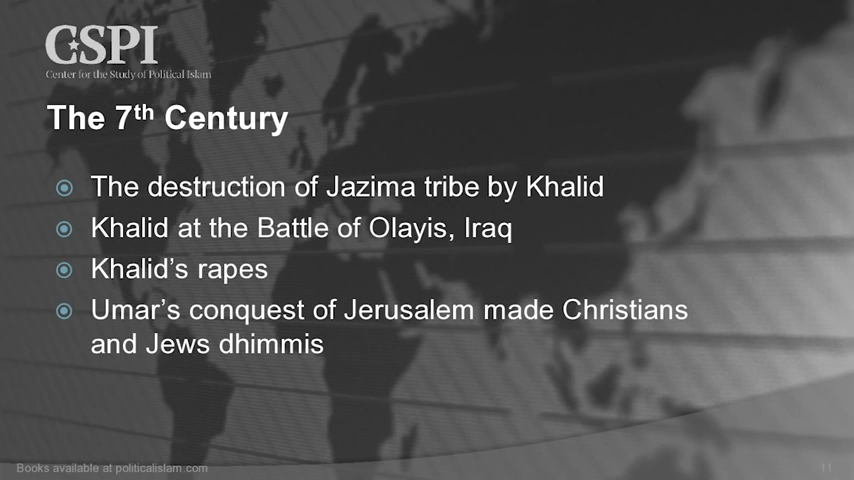 CSPI
Center for the Study of Political Islam
The 7th Century
The destruction of Jazima tribe by Khalid
Khalid at the Battle of Olayis, Iraq
Khalid's rapes
Umar's conquest of Jerusalem made Christians
and Jews dhimmis
Books available at politicalislam.com
11